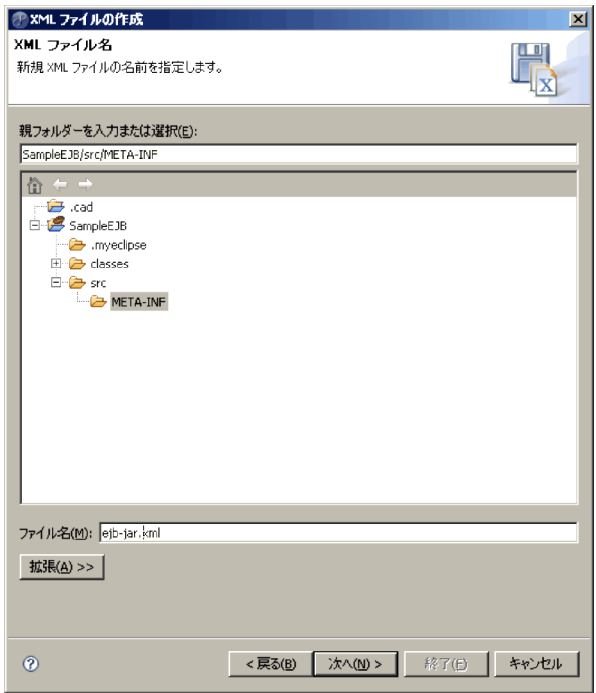 XML ファイルの作成
XML ファイル名
新規 XML ファイルの名前を指定します。
X
親フォルダーを入力または選択(E):
SampleEJB/src/META-INF
.cad
SampleEJB
.myeclipse
classes
src
META-INF
ファイル名(M): ejb-jar.xml
拡張(A) >>
< 戻る(B) 次へ(N) > 終了(F) キャンセル